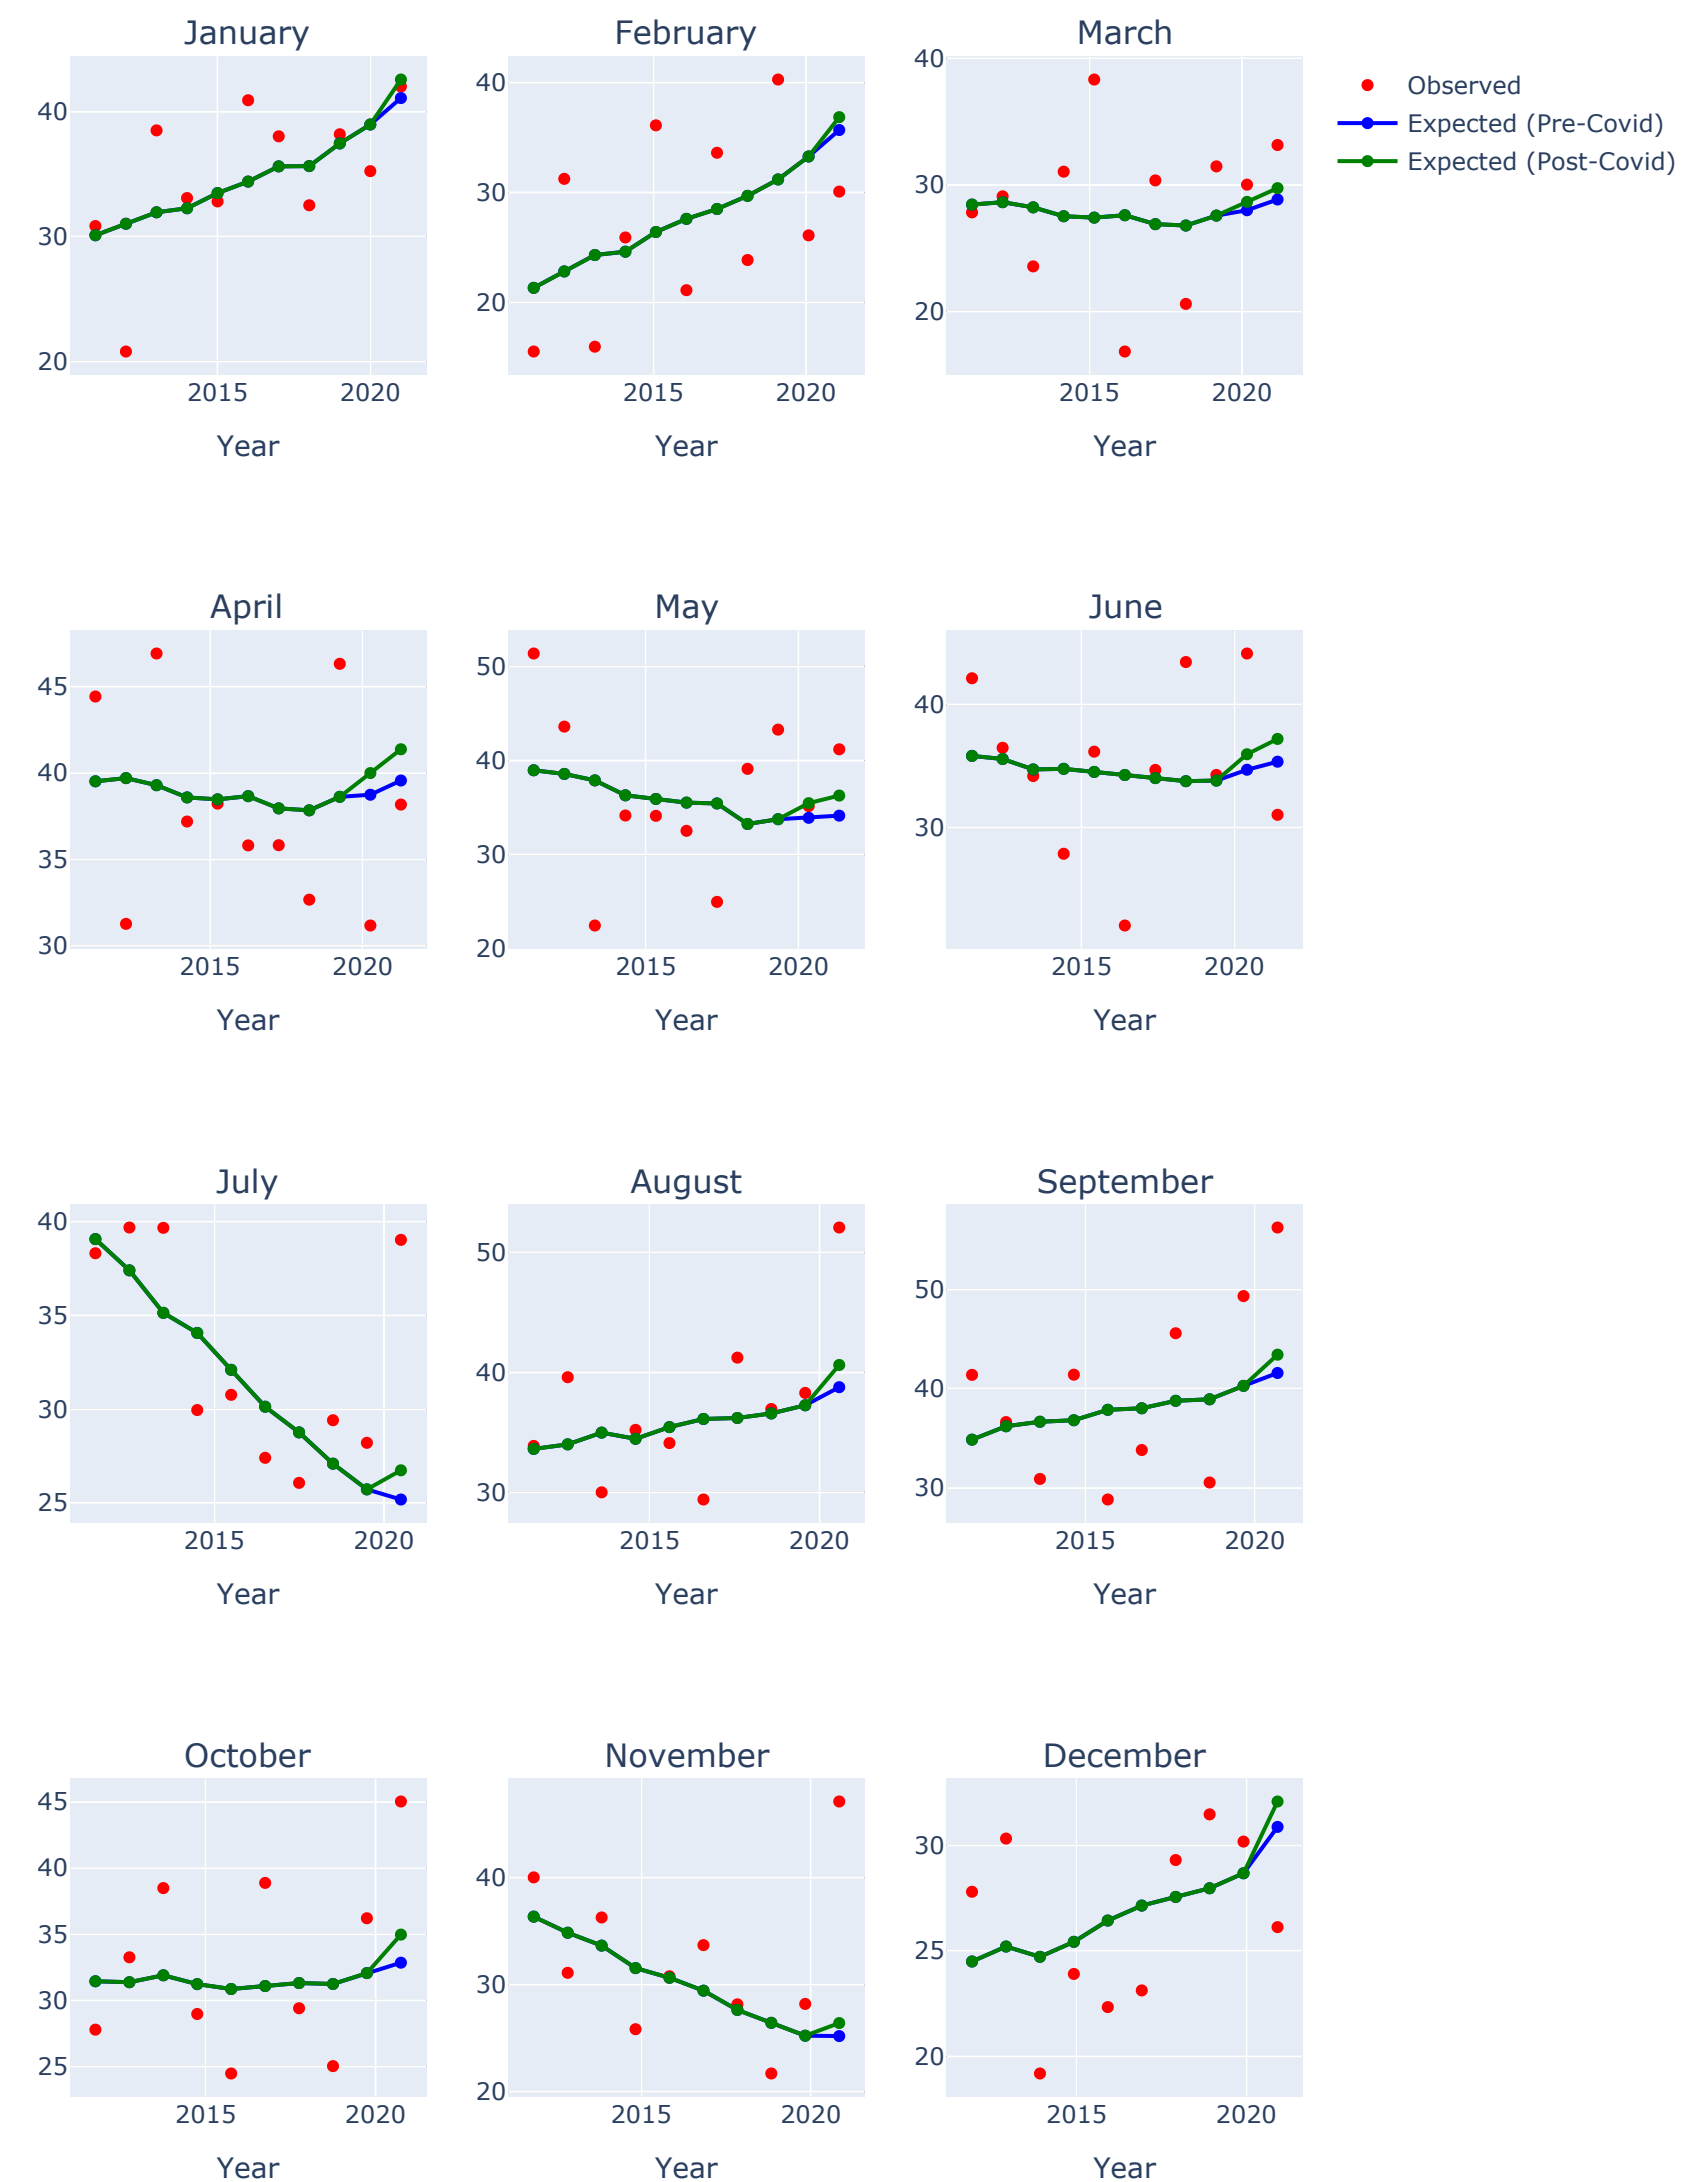 January February March
40
30
20
2015 2020
Year
40
30
20
2015 2020
Year
40
30
20
2015 2020
Year
Observed
Expected (Pre-Covid)
Expected (Post-Covid)
April May June
45
40
35
30
2015 2020
Year
50
40
30
20
2015 2020
Year
40
30
2015 2020
Year
July August September
40
35
30
25
2015 2020
Year
50
40
30
2015 2020
Year
50
40
30
2015 2020
Year
October November December
45
40
35
30
25
2015 2020
Year
40
30
20
2015 2020
Year
30
25
20
2015 2020
Year